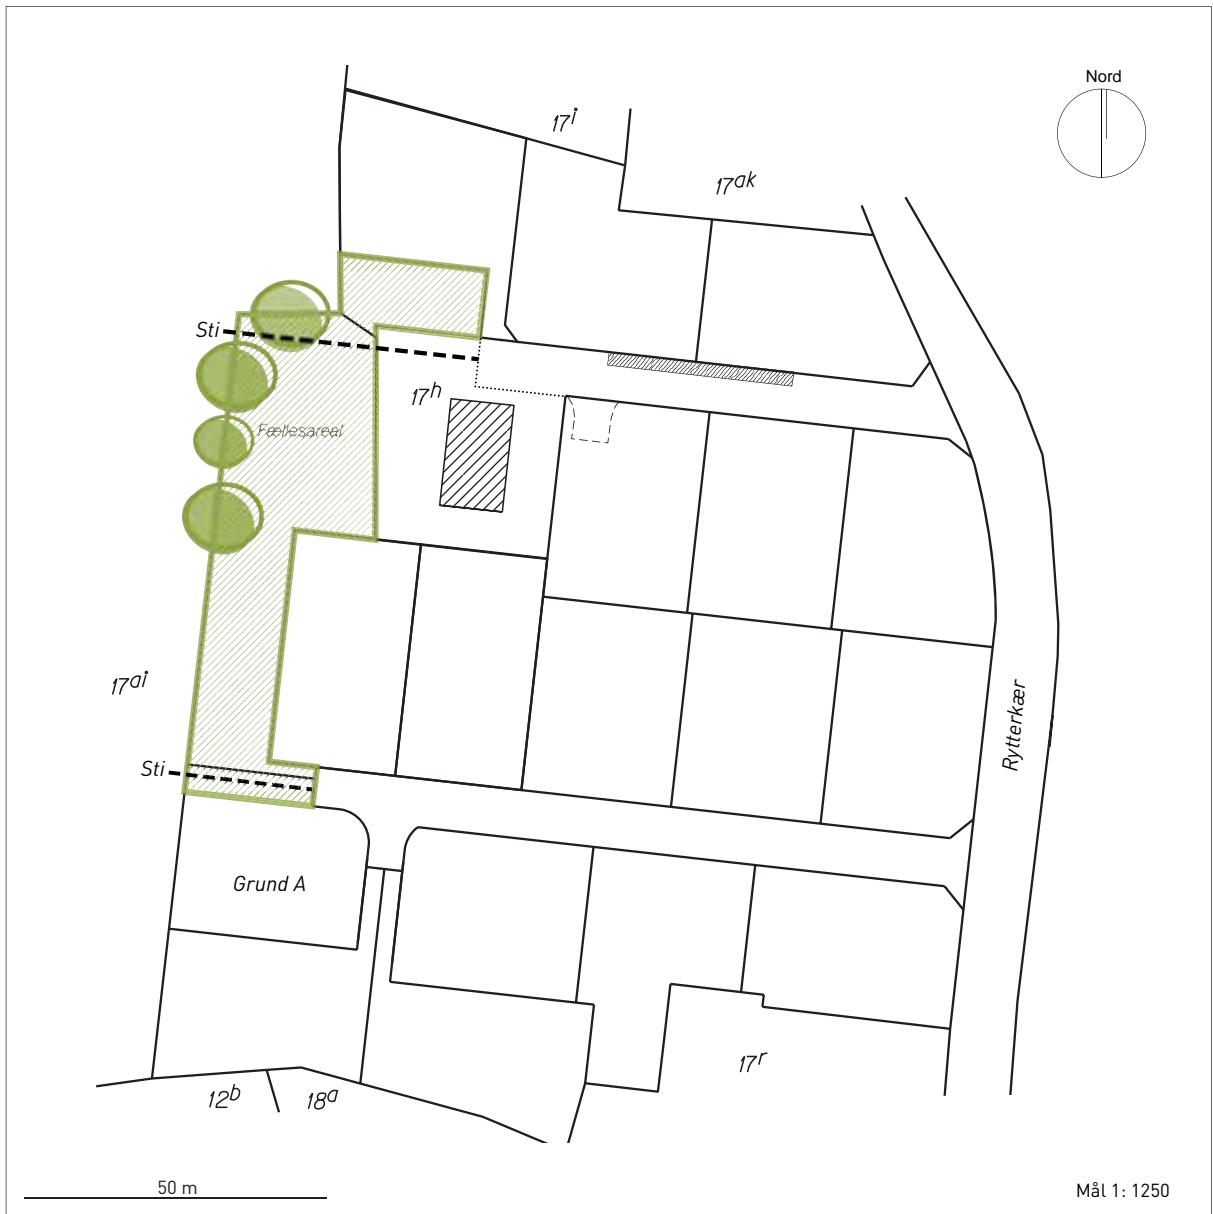 Nord
17i
17ak
Sti
17h
Fællesareal
17ai
Sti
Rytterkær
Grund A
17r
12b
18a
50 m
Mål 1: 1250